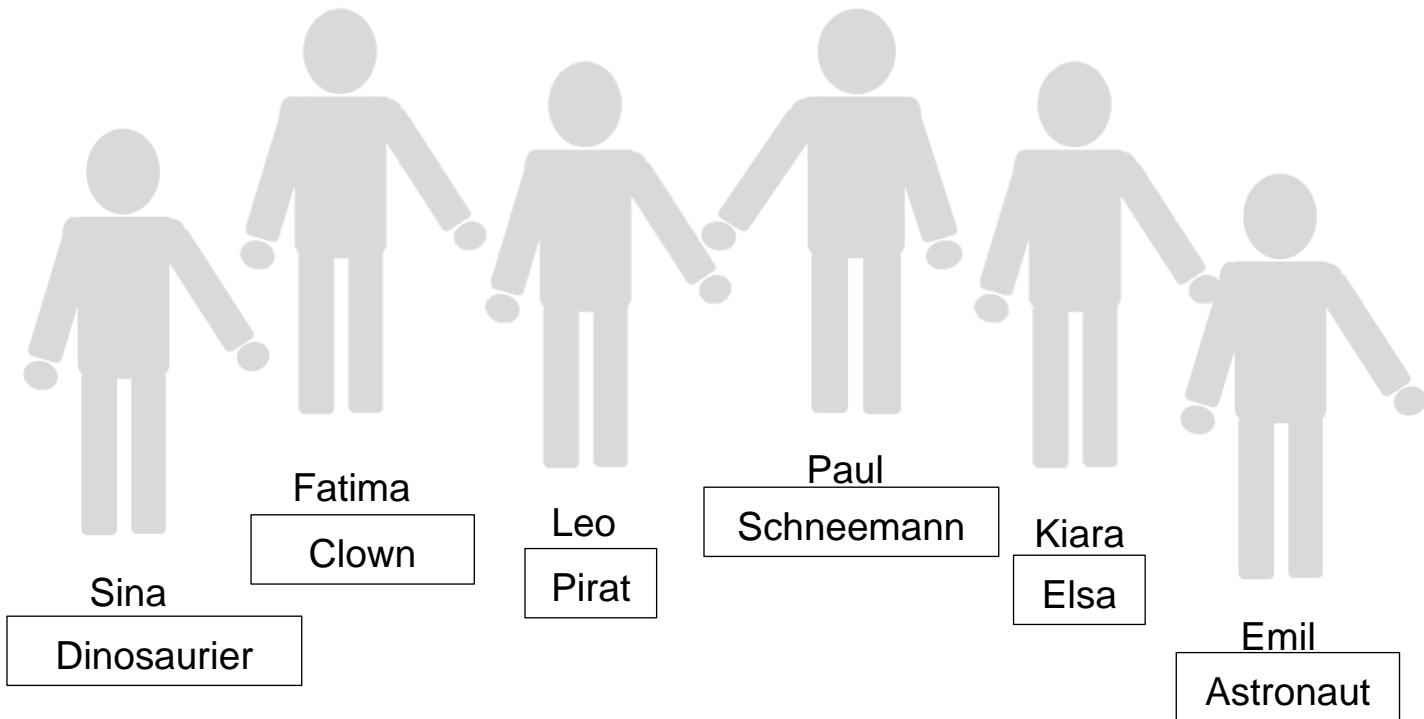 Sina
Dinosaurier
Fatima
Clown
Leo
Pirat
Paul
Schneemann
Kiara
Elsa
Emil
Astronaut